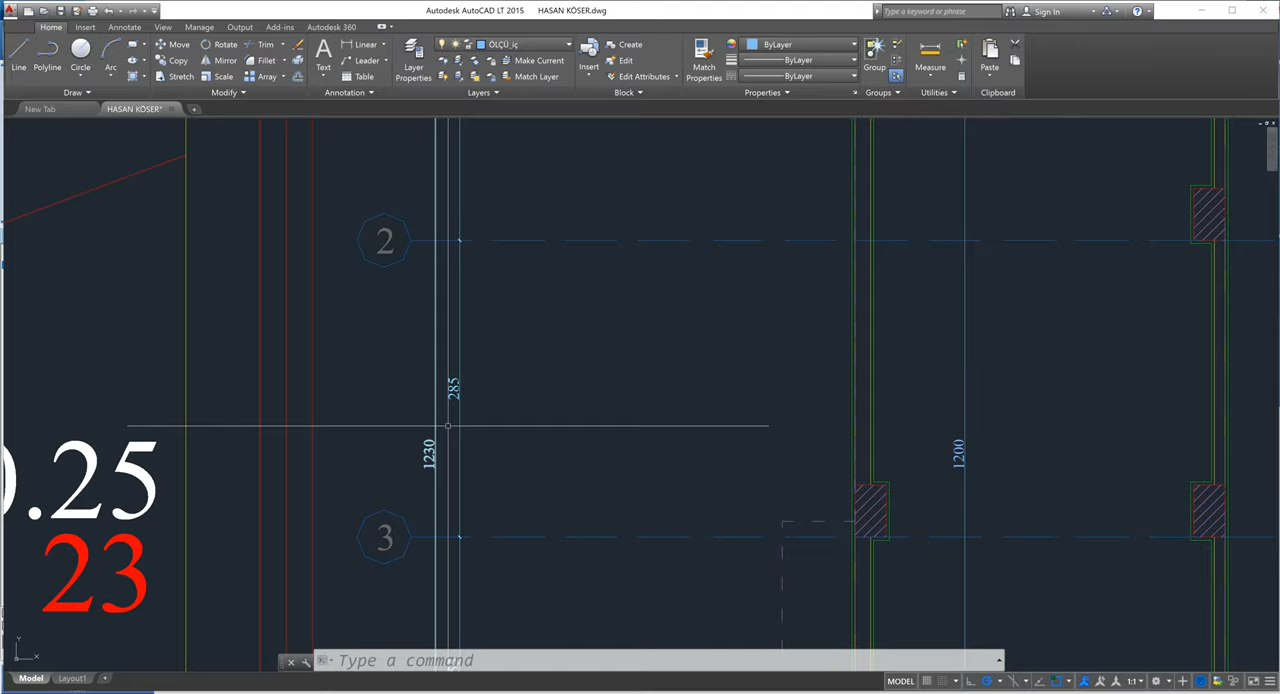 Autodesk AutoCAD LT 2015 HASAN KÖSER.dwg
Type a keyword or phrase
Sign In
Home Insert Annotate View Manage Output Add-ins Autodesk 360
Line
Polyline
Circle
Arc
Draw
Move Rotate Trim
Copy Mirror Fillet
Stretch Scale Array
Modify
Text
Linear
Leader
Table
Annotation
Layer
Properties
ÖLÇÜ_iç
Make Current
Match Layer
Layers
Insert
Create
Edit
Edit Attributes
Block
Match
Properties
ByLayer
ByLayer
ByLayer
Properties
Group
Groups
Measure
Utilities
Paste
Clipboard
New Tab HASAN KÖSER*
2
285
1230
1200
.25
3
23
Y
X
Type a command
Model Layout1
MODEL
1:1